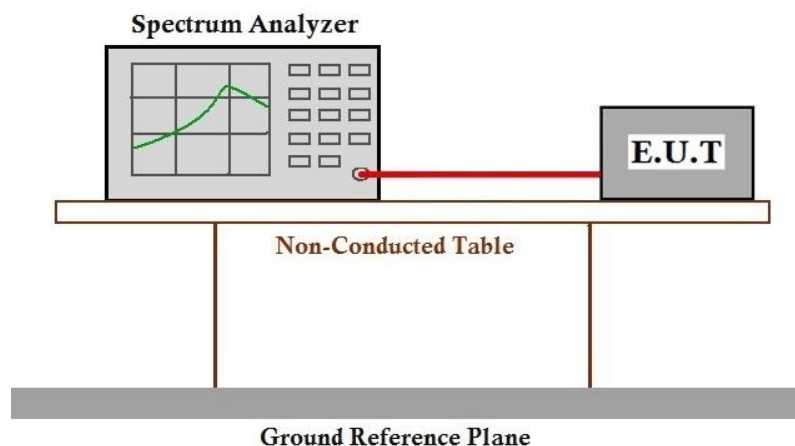 Spectrum Analyzer
E.U.T
Non-Conducted Table
Ground Reference Plane